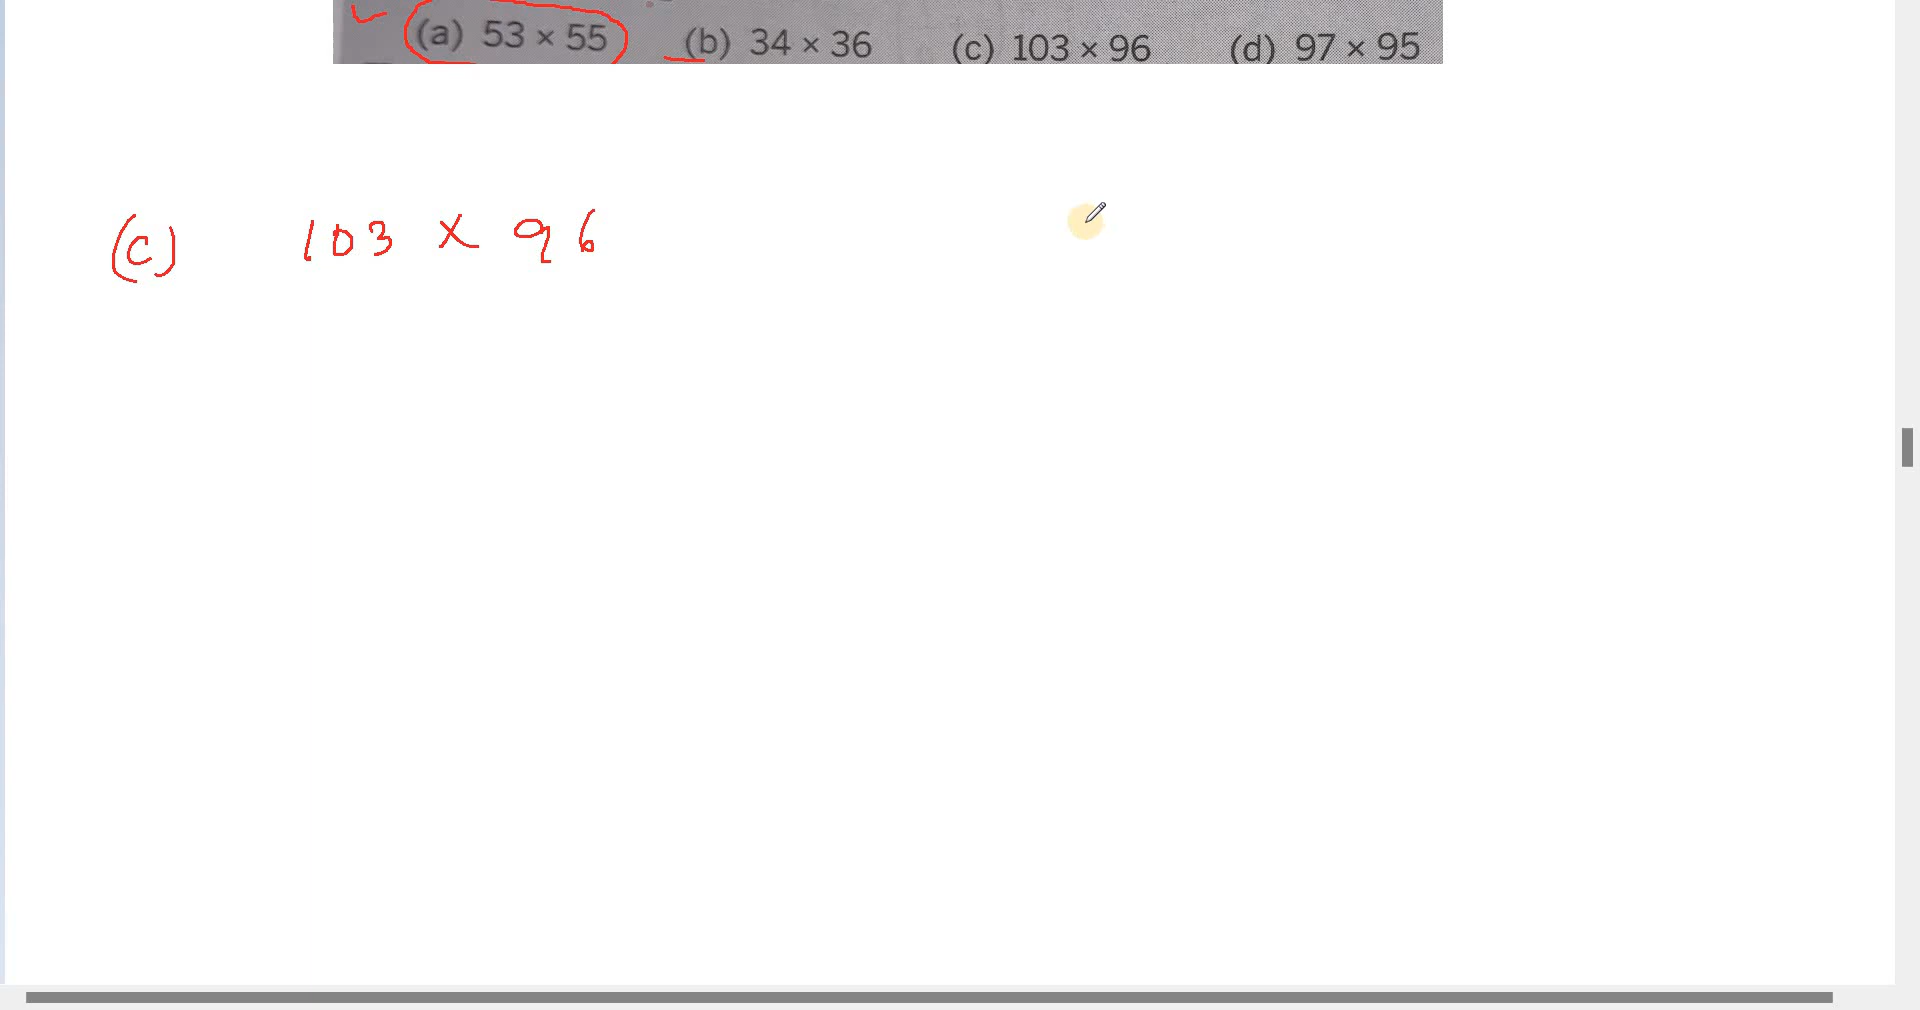 (a) 53 × 55 (b) 34 × 36 (c) 103 × 96 (d) 97 × 95
(c) 103 × 96